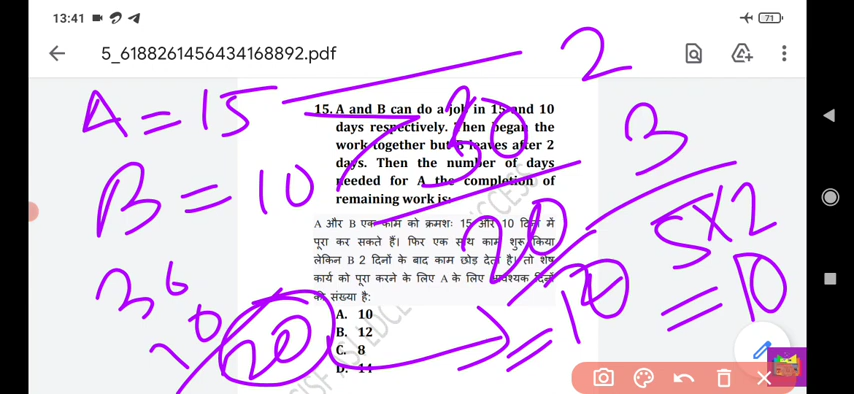 13:41
71
5_6188261456434168892.pdf
A = 15
2
30
3
B = 10
20
5 x 2
= 10
= 10
20
15. A and B can do a job in 15 and 10
days respectively. Then began the
work together but B leaves after 2
days. Then the number of days
needed for A the completion of
remaining work is:
A और B एक काम को क्रमशः 15 और 10 दिनों में
पूरा कर सकते हैं। फिर एक साथ काम शुरू किया
लेकिन B 2 दिनों के बाद काम छोड़ देता है। तो शेष
कार्य को पूरा करने के लिए A के लिए आवश्यक दिनों
की संख्या है:
A. 10
B. 12
C. 8
D. 14